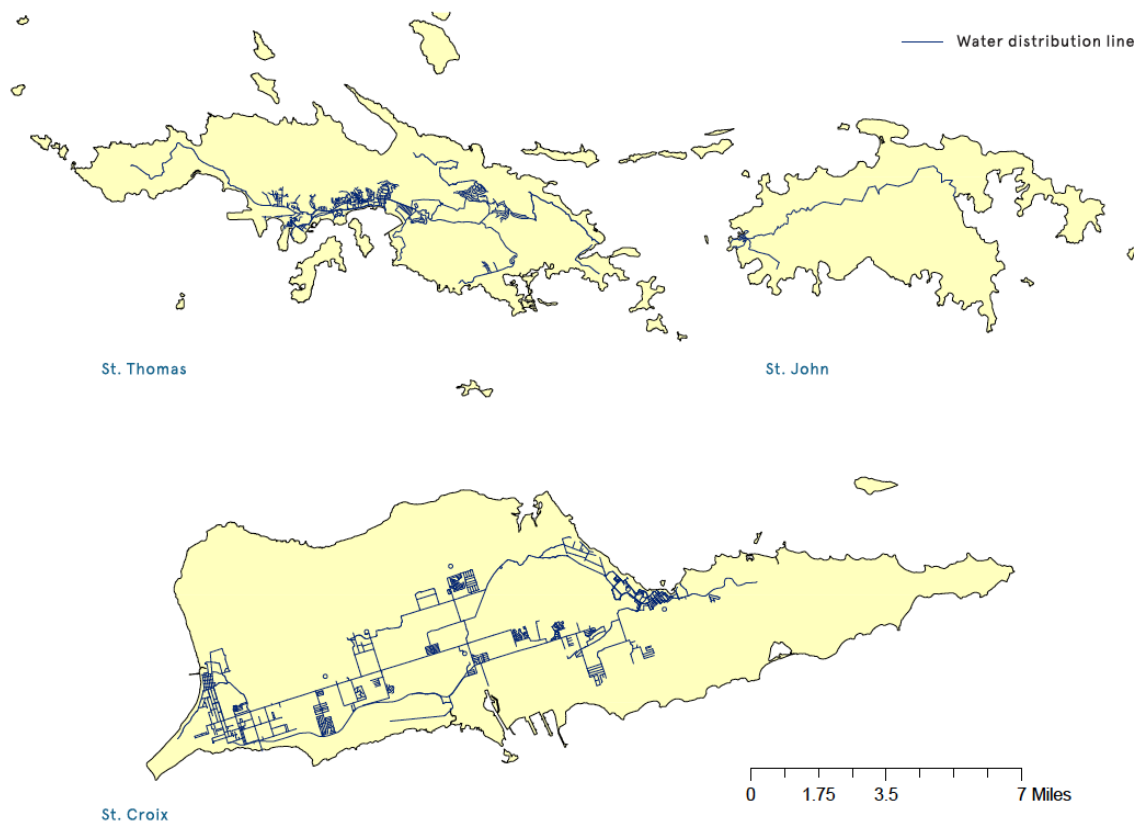 Water distribution line
St. Thomas
St. John
St. Croix
0 1.75 3.5 7 Miles